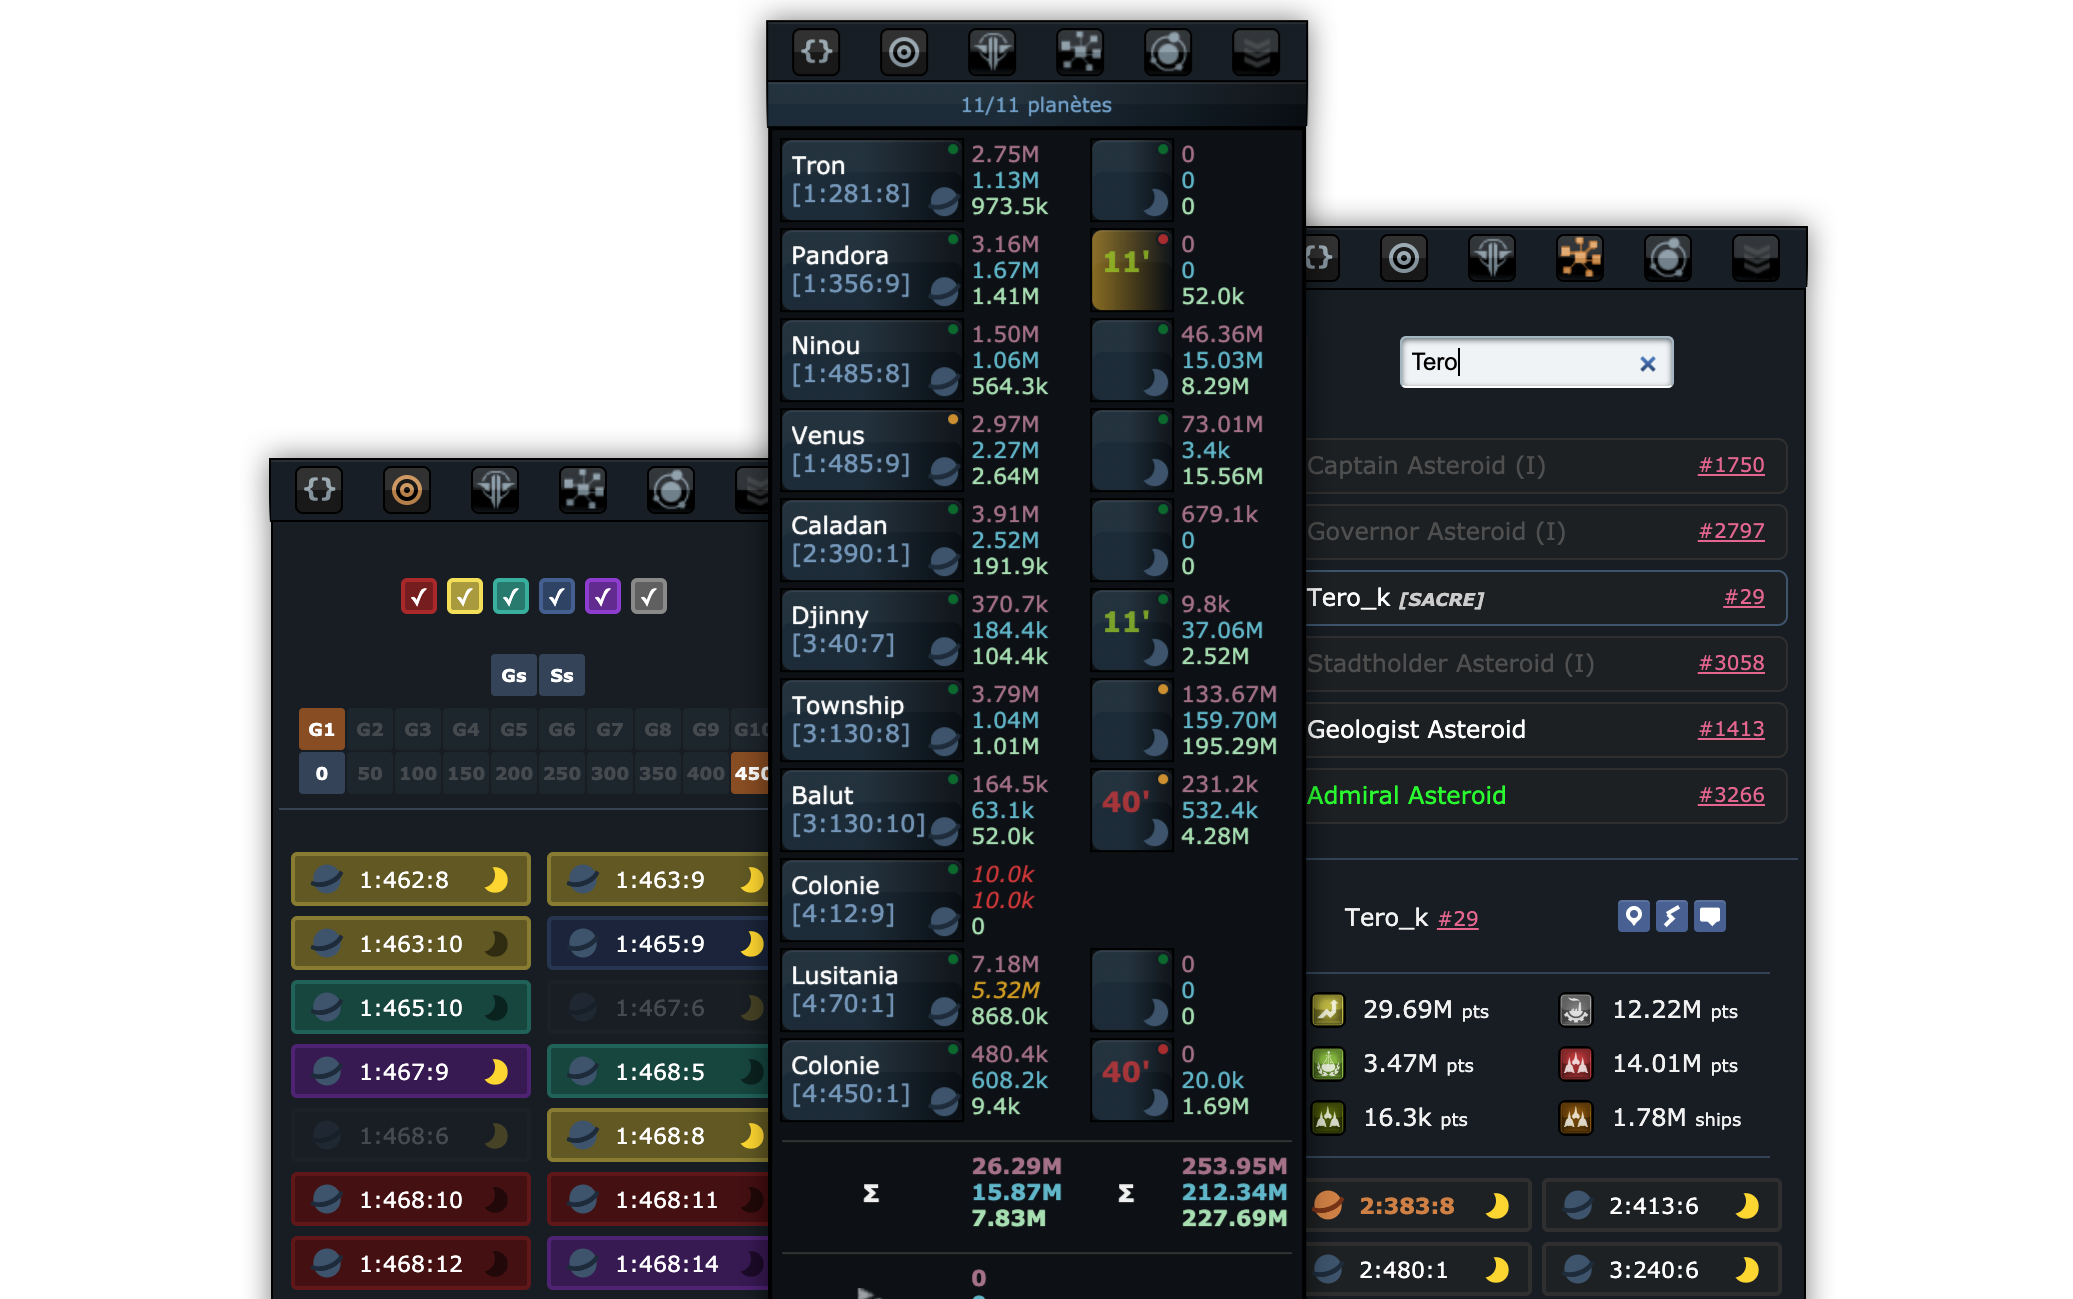 11/11 planètes
Tron
[1:281:8]
2.75M
1.13M
973.5k
0
0
0
Pandora
[1:356:9]
3.16M
1.67M
1.41M
11'
0
0
52.0k
Ninou
[1:485:8]
1.50M
1.06M
564.3k
46.36M
15.03M
8.29M
Venus
[1:485:9]
2.97M
2.27M
2.64M
73.01M
3.4k
15.56M
Caladan
[2:390:1]
3.91M
2.52M
191.9k
679.1k
0
0
Djinny
[3:40:7]
370.7k
184.4k
104.4k
11'
9.8k
37.06M
2.52M
Township
[3:130:8]
3.79M
1.04M
1.01M
133.67M
159.70M
195.29M
Balut
[3:130:10]
164.5k
63.1k
52.0k
40'
231.2k
532.4k
4.28M
Colonie
[4:12:9]
10.0k
10.0k
0
Lusitania
[4:70:1]
7.18M
5.32M
868.0k
0
0
0
Colonie
[4:450:1]
480.4k
608.2k
9.4k
40'
0
20.0k
1.69M
Σ
26.29M
15.87M
7.83M
Σ
253.95M
212.34M
227.69M
0
Gs Ss
G1 G2 G3 G4 G5 G6 G7 G8 G9 G10
0 50 100 150 200 250 300 350 400 450
1:462:8 1:463:9
1:463:10 1:465:9
1:465:10 1:467:6
1:467:9 1:468:5
1:468:6 1:468:8
1:468:10 1:468:11
1:468:12 1:468:14
Tero
Captain Asteroid (I) #1750
Governor Asteroid (I) #2797
Tero_k [SACRE] #29
Stadtholder Asteroid (I) #3058
Geologist Asteroid #1413
Admiral Asteroid #3266
Tero_k #29
29.69M pts 12.22M pts
3.47M pts 14.01M pts
16.3k pts 1.78M ships
2:383:8 2:413:6
2:480:1 3:240:6